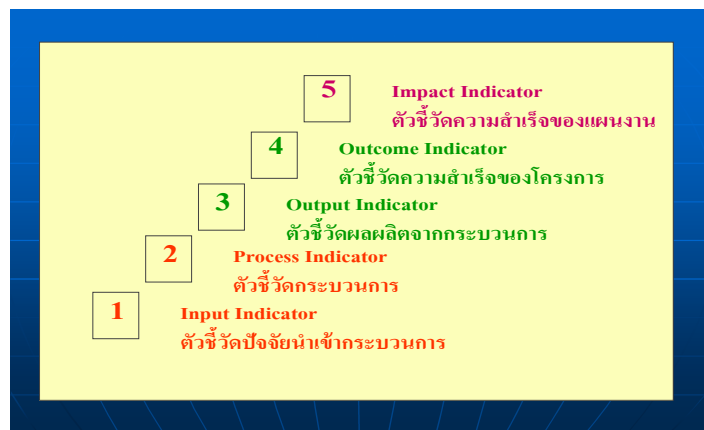 5 Impact Indicator
ตัวชี้วัดความสำเร็จของแผนงาน
4 Outcome Indicator
ตัวชี้วัดความสำเร็จของโครงการ
3 Output Indicator
ตัวชี้วัดผลผลิตจากกระบวนการ
2 Process Indicator
ตัวชี้วัดกระบวนการ
1 Input Indicator
ตัวชี้วัดปัจจัยนำเข้ากระบวนการ